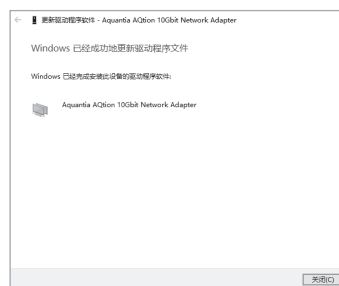 更新驱动程序软件 - Aquantia AQtion 10Gbit Network Adapter
Windows 已经成功地更新驱动程序文件
Windows 已经完成安装此设备的驱动程序软件:
Aquantia AQtion 10Gbit Network Adapter
关闭(C)